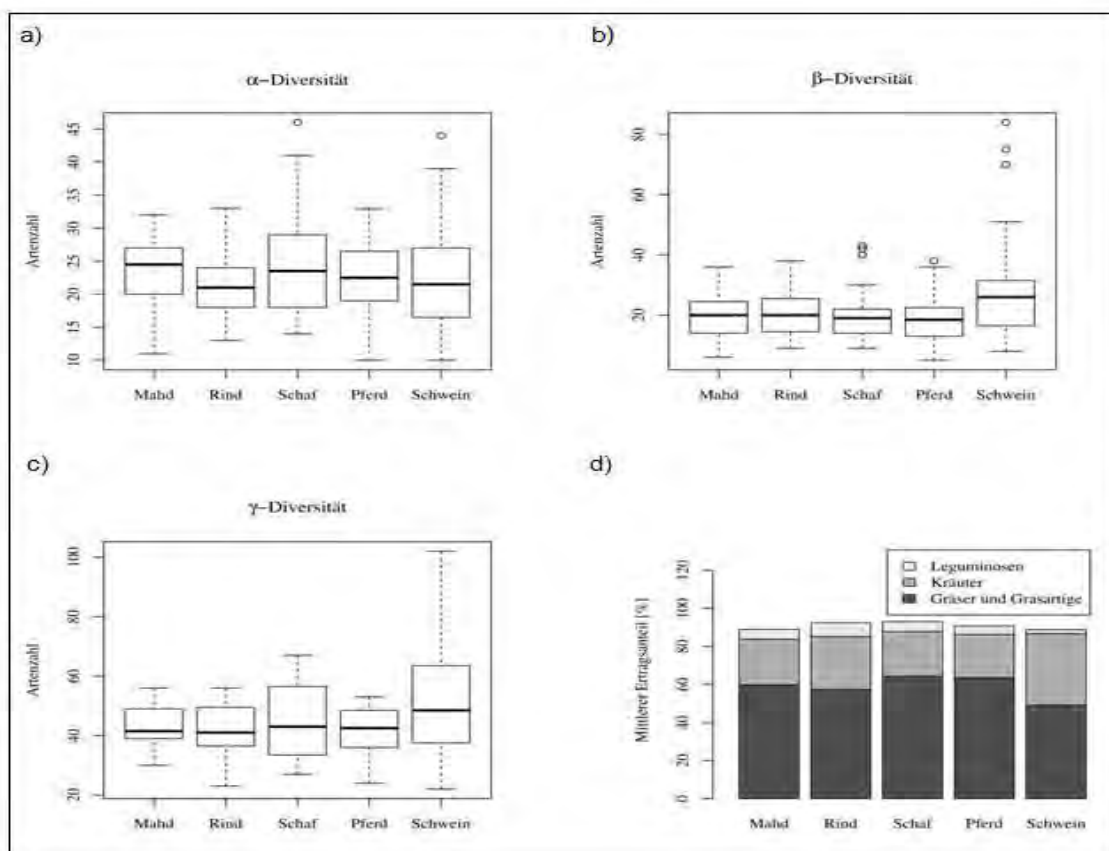 a)
α–Diversität
Artenzahl
45
40
35
30
25
20
15
10
Mahd Rind Schaf Pferd Schwein
b)
β–Diversität
Artenzahl
80
60
40
20
Mahd Rind Schaf Pferd Schwein
c)
γ–Diversität
Artenzahl
100
80
60
40
20
Mahd Rind Schaf Pferd Schwein
d)
Leguminosen
Kräuter
Gräser und Grasartige
Mittlerer Ertragsanteil [%]
120
100
80
60
40
20
0
Mahd Rind Schaf Pferd Schwein